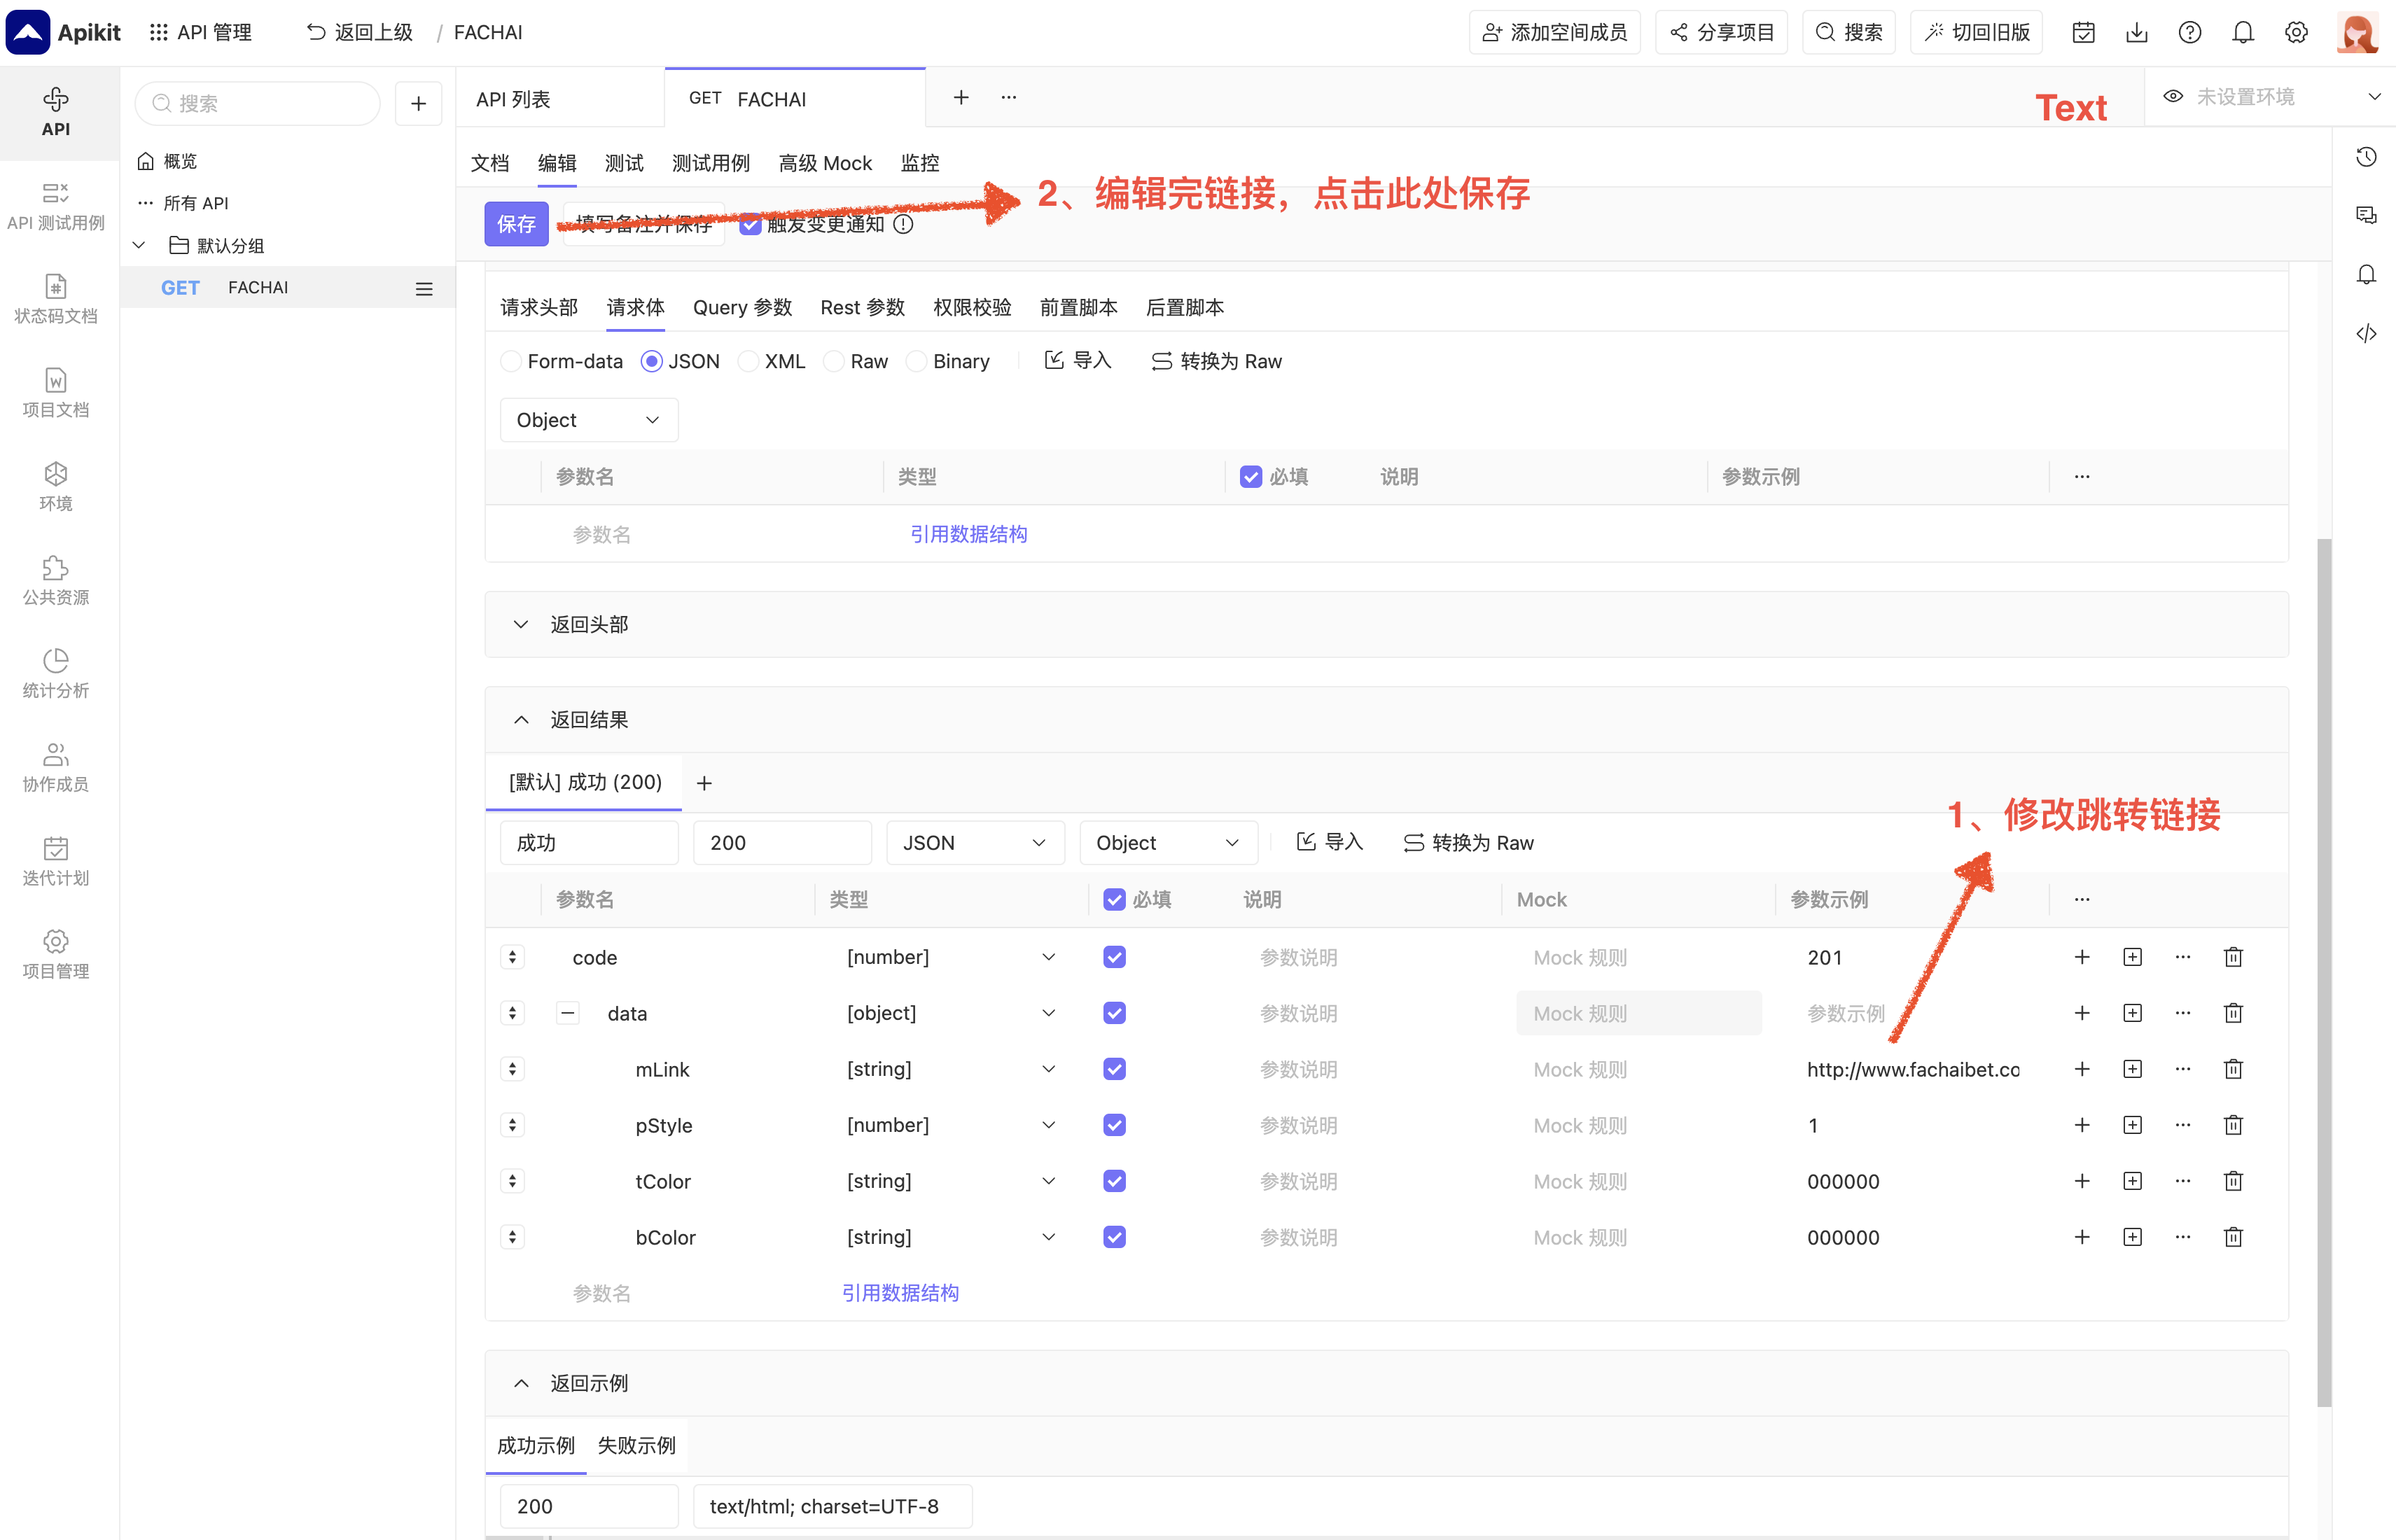 Apikit
API 管理
返回上级 / FACHAI
添加空间成员
分享项目
搜索
切回旧版
API
API 测试用例
状态码文档
项目文档
环境
公共资源
统计分析
协作成员
迭代计划
项目管理
搜索
概览
所有 API
默认分组
GET FACHAI
API 列表
GET FACHAI
Text
未设置环境
文档 编辑 测试 测试用例 高级 Mock 监控
2、编辑完链接，点击此处保存
保存 填写备注并保存 触发变更通知
请求头部 请求体 Query 参数 Rest 参数 权限校验 前置脚本 后置脚本
Form-data JSON XML Raw Binary 导入 转换为 Raw
Object
参数名 类型 必填 说明 参数示例
参数名 引用数据结构
返回头部
返回结果
[默认] 成功 (200)
1、修改跳转链接
成功 200 JSON Object 导入 转换为 Raw
参数名 类型 必填 说明 Mock 参数示例
code [number] 参数说明 Mock 规则 201
data [object] 参数说明 Mock 规则 参数示例
mLink [string] 参数说明 Mock 规则 http://www.fachaibet.co
pStyle [number] 参数说明 Mock 规则 1
tColor [string] 参数说明 Mock 规则 000000
bColor [string] 参数说明 Mock 规则 000000
参数名 引用数据结构
返回示例
成功示例 失败示例
200 text/html; charset=UTF-8